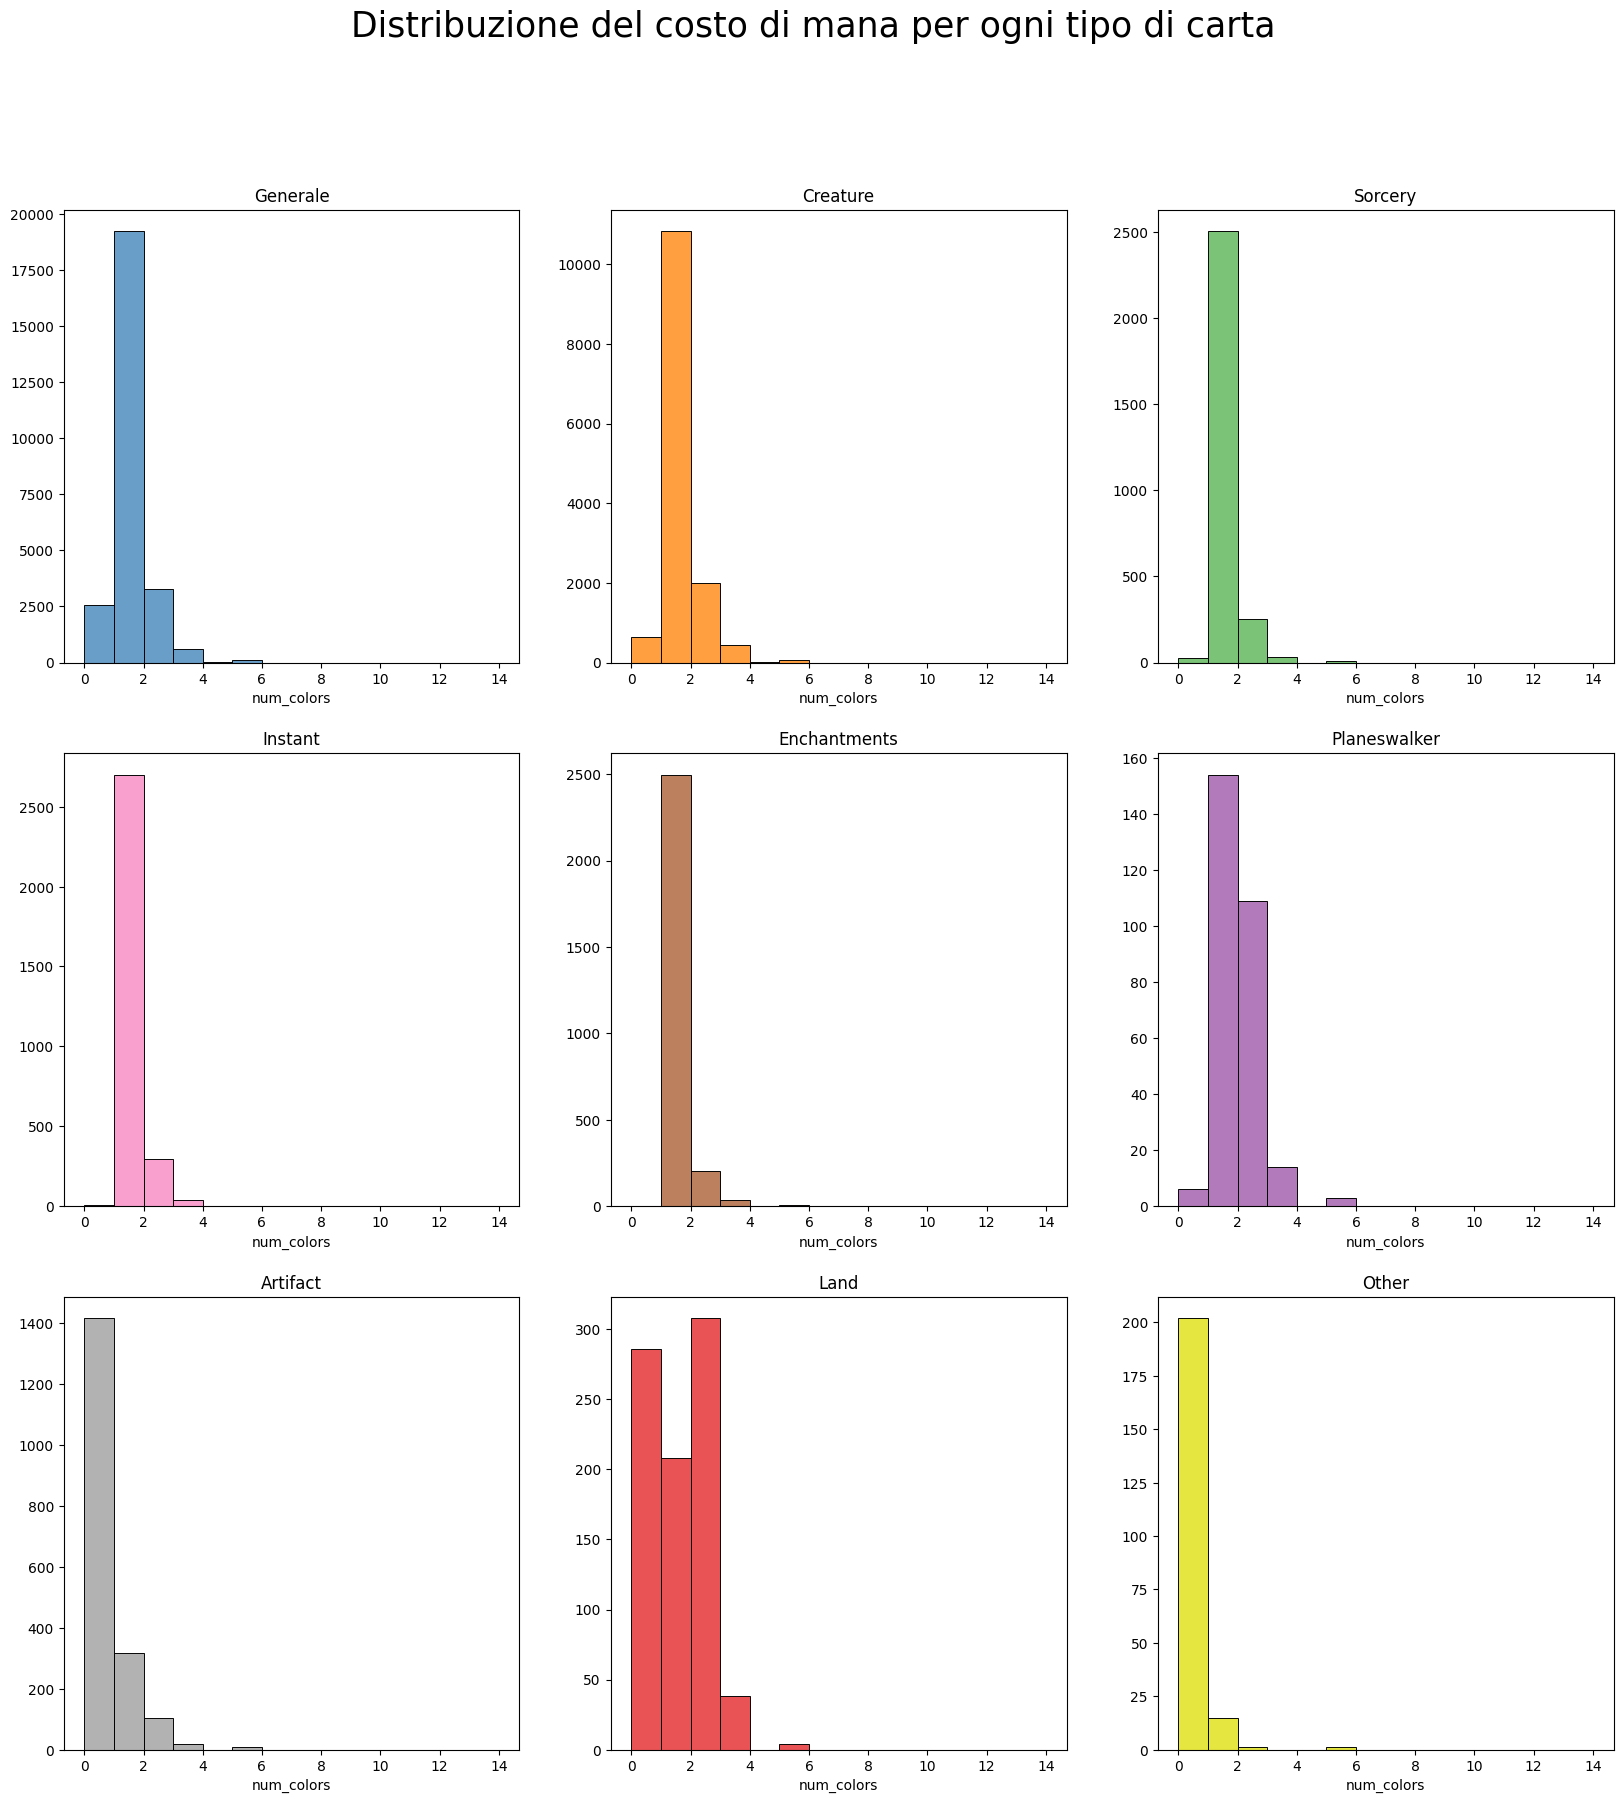 Distribuzione del costo di mana per ogni tipo di carta
Generale
20000
17500
15000
12500
10000
7500
5000
2500
0
0 2 4 6 8 10 12 14
num_colors
Creature
10000
8000
6000
4000
2000
0
0 2 4 6 8 10 12 14
num_colors
Sorcery
2500
2000
1500
1000
500
0
0 2 4 6 8 10 12 14
num_colors
Instant
2500
2000
1500
1000
500
0
0 2 4 6 8 10 12 14
num_colors
Enchantments
2500
2000
1500
1000
500
0
0 2 4 6 8 10 12 14
num_colors
Planeswalker
160
140
120
100
80
60
40
20
0
0 2 4 6 8 10 12 14
num_colors
Artifact
1400
1200
1000
800
600
400
200
0
0 2 4 6 8 10 12 14
num_colors
Land
300
250
200
150
100
50
0
0 2 4 6 8 10 12 14
num_colors
Other
200
175
150
125
100
75
50
25
0
0 2 4 6 8 10 12 14
num_colors